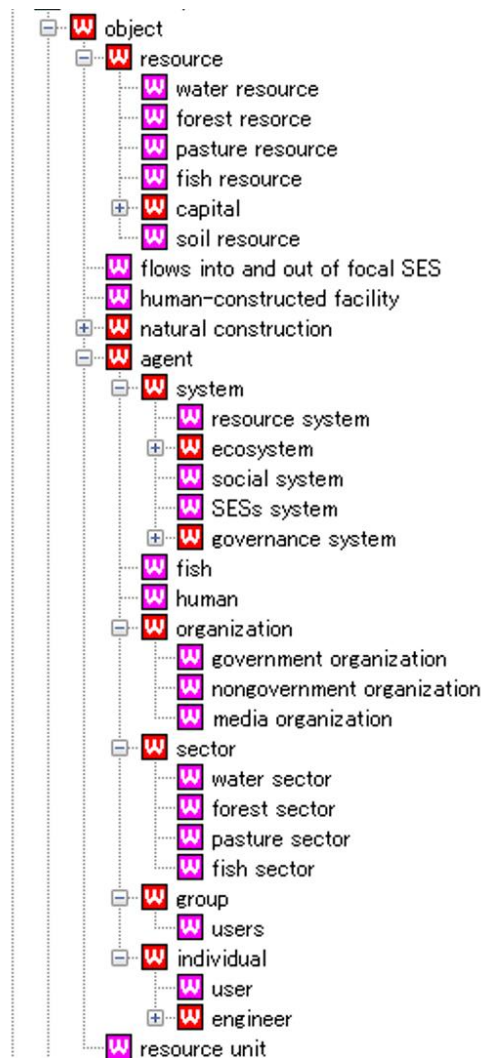 object
resource
water resource
forest resorce
pasture resource
fish resource
capital
soil resource
flows into and out of focal SES
human-constructed facility
natural construction
agent
system
resource system
ecosystem
social system
SESs system
governance system
fish
human
organization
government organization
nongovernment organization
media organization
sector
water sector
forest sector
pasture sector
fish sector
group
users
individual
user
engineer
resource unit